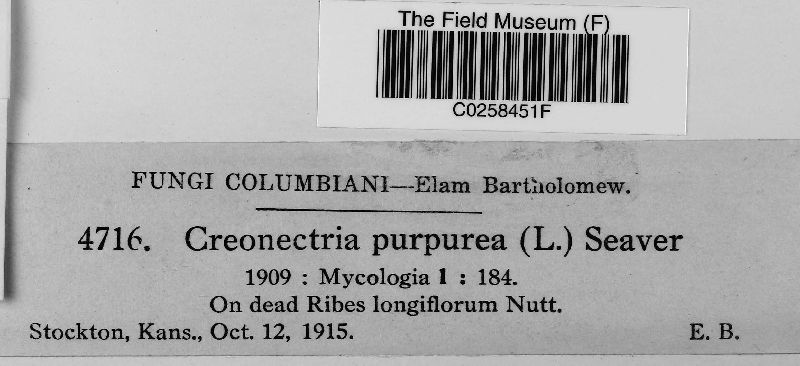 The Field Museum (F)
C0258451F
FUNGI COLUMBIANI—Elam Bartholomew.
4716. Creonectria purpurea (L.) Seaver
1909 : Mycologia 1 : 184.
On dead Ribes longiflorum Nutt.
Stockton, Kans., Oct. 12, 1915. E. B.